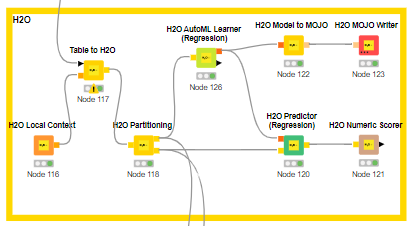 H2O
H2O AutoML Learner
(Regression)
H2O Model to MOJO
H2O MOJO Writer
Table to H2O
Node 117
Node 126
Node 122
Node 123
H2O Local Context
H2O Partitioning
H2O Predictor
(Regression)
H2O Numeric Scorer
Node 116
Node 118
Node 120
Node 121